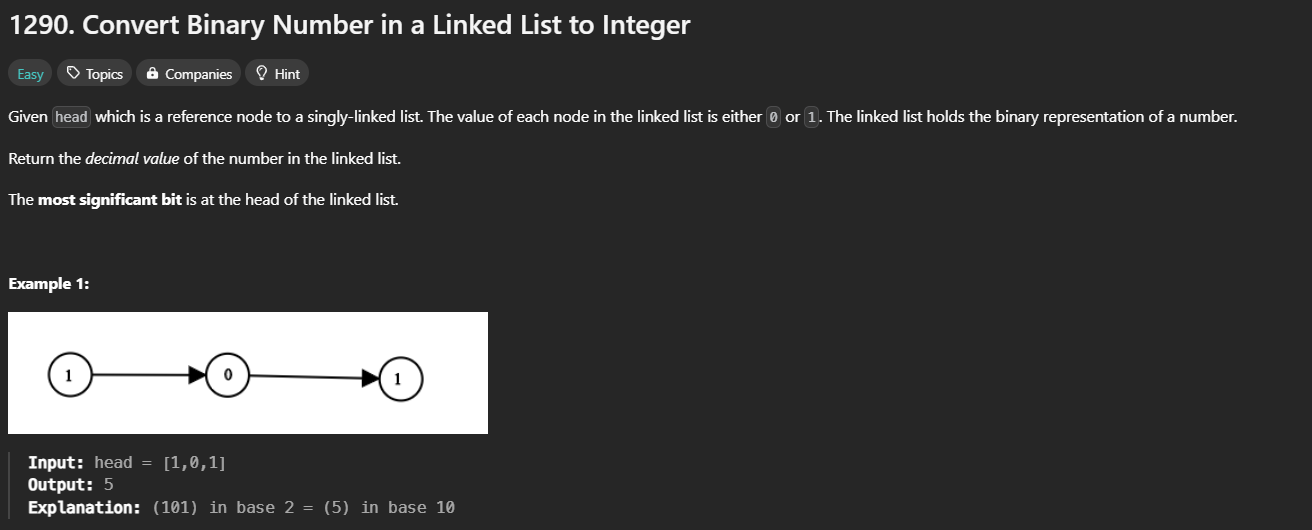 1290. Convert Binary Number in a Linked List to Integer
Easy Topics Companies Hint
Given head which is a reference node to a singly-linked list. The value of each node in the linked list is either 0 or 1. The linked list holds the binary representation of a number.
Return the decimal value of the number in the linked list.
The most significant bit is at the head of the linked list.
Example 1:
1 0 1
Input: head = [1,0,1]
Output: 5
Explanation: (101) in base 2 = (5) in base 10